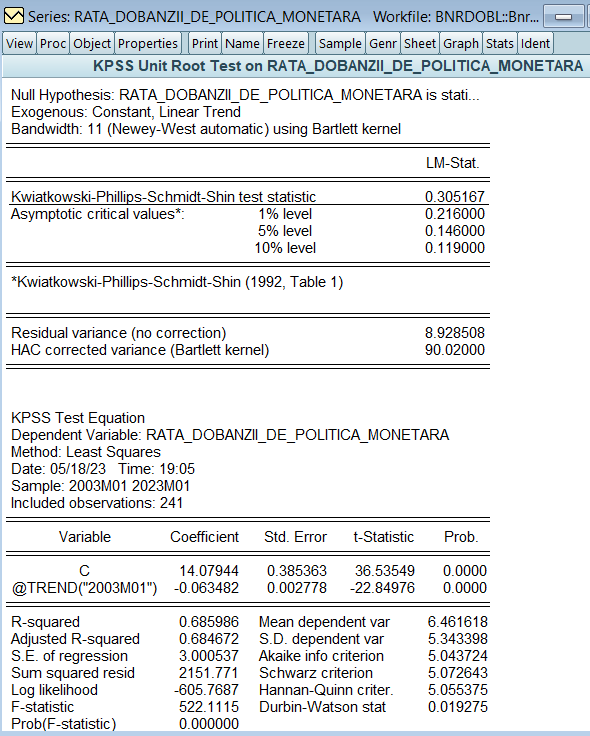 Series: RATA_DOBANZII_DE_POLITICA_MONETARA Workfile: BNRDOBL::Bnr...
View Proc Object Properties Print Name Freeze Sample Genr Sheet Graph Stats Ident
KPSS Unit Root Test on RATA_DOBANZII_DE_POLITICA_MONETARA
Null Hypothesis: RATA_DOBANZII_DE_POLITICA_MONETARA is stati...
Exogenous: Constant, Linear Trend
Bandwidth: 11 (Newey-West automatic) using Bartlett kernel
LM-Stat.
Kwiatkowski-Phillips-Schmidt-Shin test statistic 0.305167
Asymptotic critical values*: 1% level 0.216000
5% level 0.146000
10% level 0.119000
*Kwiatkowski-Phillips-Schmidt-Shin (1992, Table 1)
Residual variance (no correction) 8.928508
HAC corrected variance (Bartlett kernel) 90.02000
KPSS Test Equation
Dependent Variable: RATA_DOBANZII_DE_POLITICA_MONETARA
Method: Least Squares
Date: 05/18/23 Time: 19:05
Sample: 2003M01 2023M01
Included observations: 241
Variable Coefficient Std. Error t-Statistic Prob.
C 14.07944 0.385363 36.53549 0.0000
@TREND("2003M01") -0.063482 0.002778 -22.84976 0.0000
R-squared 0.685986 Mean dependent var 6.461618
Adjusted R-squared 0.684672 S.D. dependent var 5.343398
S.E. of regression 3.000537 Akaike info criterion 5.043724
Sum squared resid 2151.771 Schwarz criterion 5.072643
Log likelihood -605.7687 Hannan-Quinn criter. 5.055375
F-statistic 522.1115 Durbin-Watson stat 0.019275
Prob(F-statistic) 0.000000